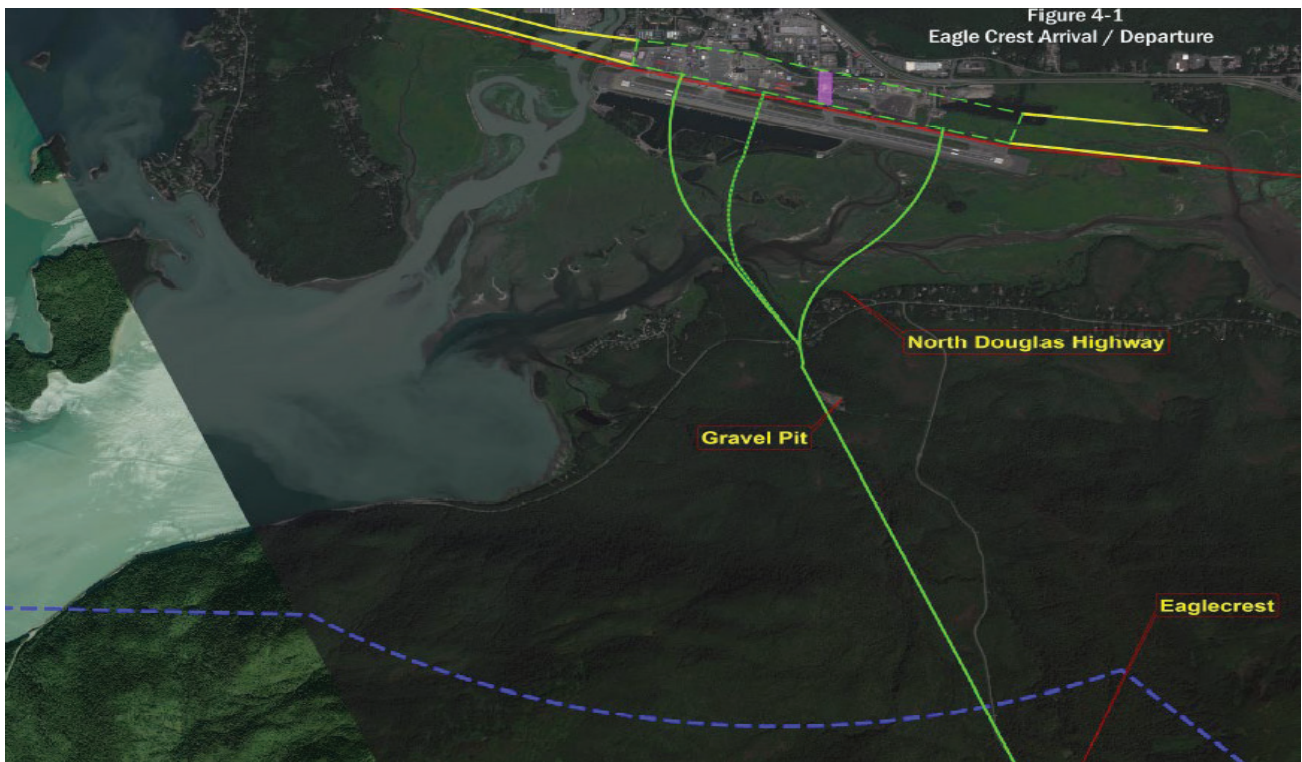 Figure 4-1
Eagle Crest Arrival / Departure
North Douglas Highway
Gravel Pit
Eaglecrest